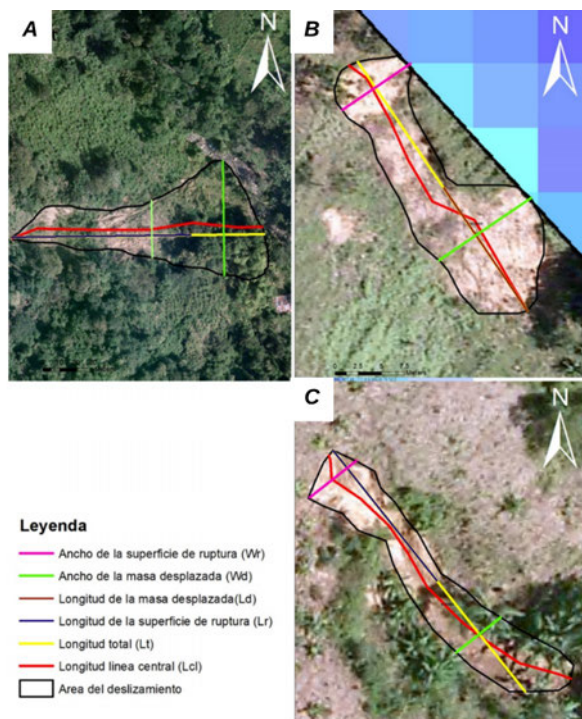 A
N
B
N
C
N
Leyenda
Ancho de la superficie de ruptura (Wr)
Ancho de la masa desplazada (Wd)
Longitud de la masa desplazada(Ld)
Longitud de la superficie de ruptura (Lr)
Longitud total (Lt)
Longitud linea central (Lcl)
Area del deslizamiento